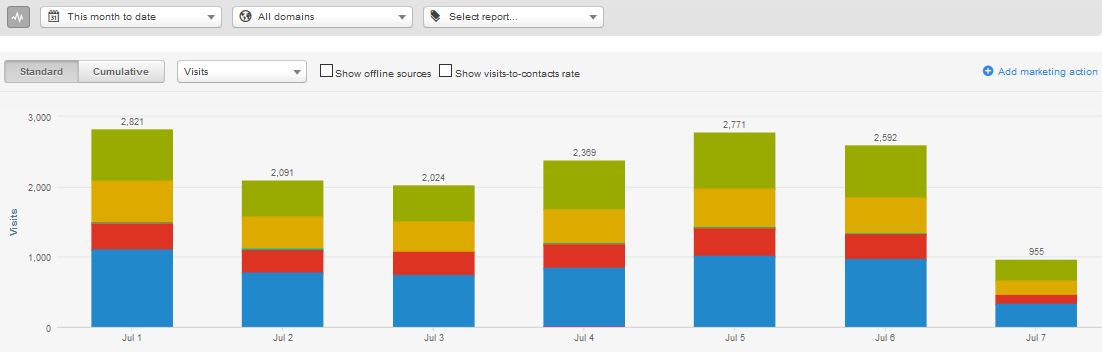 This month to date All domains Select report...
Standard Cumulative Visits Show offline sources Show visits-to-contacts rate Add marketing action
3,000
2,821
2,091
2,024
2,369
2,771
2,592
955
2,000
1,000
0
Visits
Jul 1 Jul 2 Jul 3 Jul 4 Jul 5 Jul 6 Jul 7